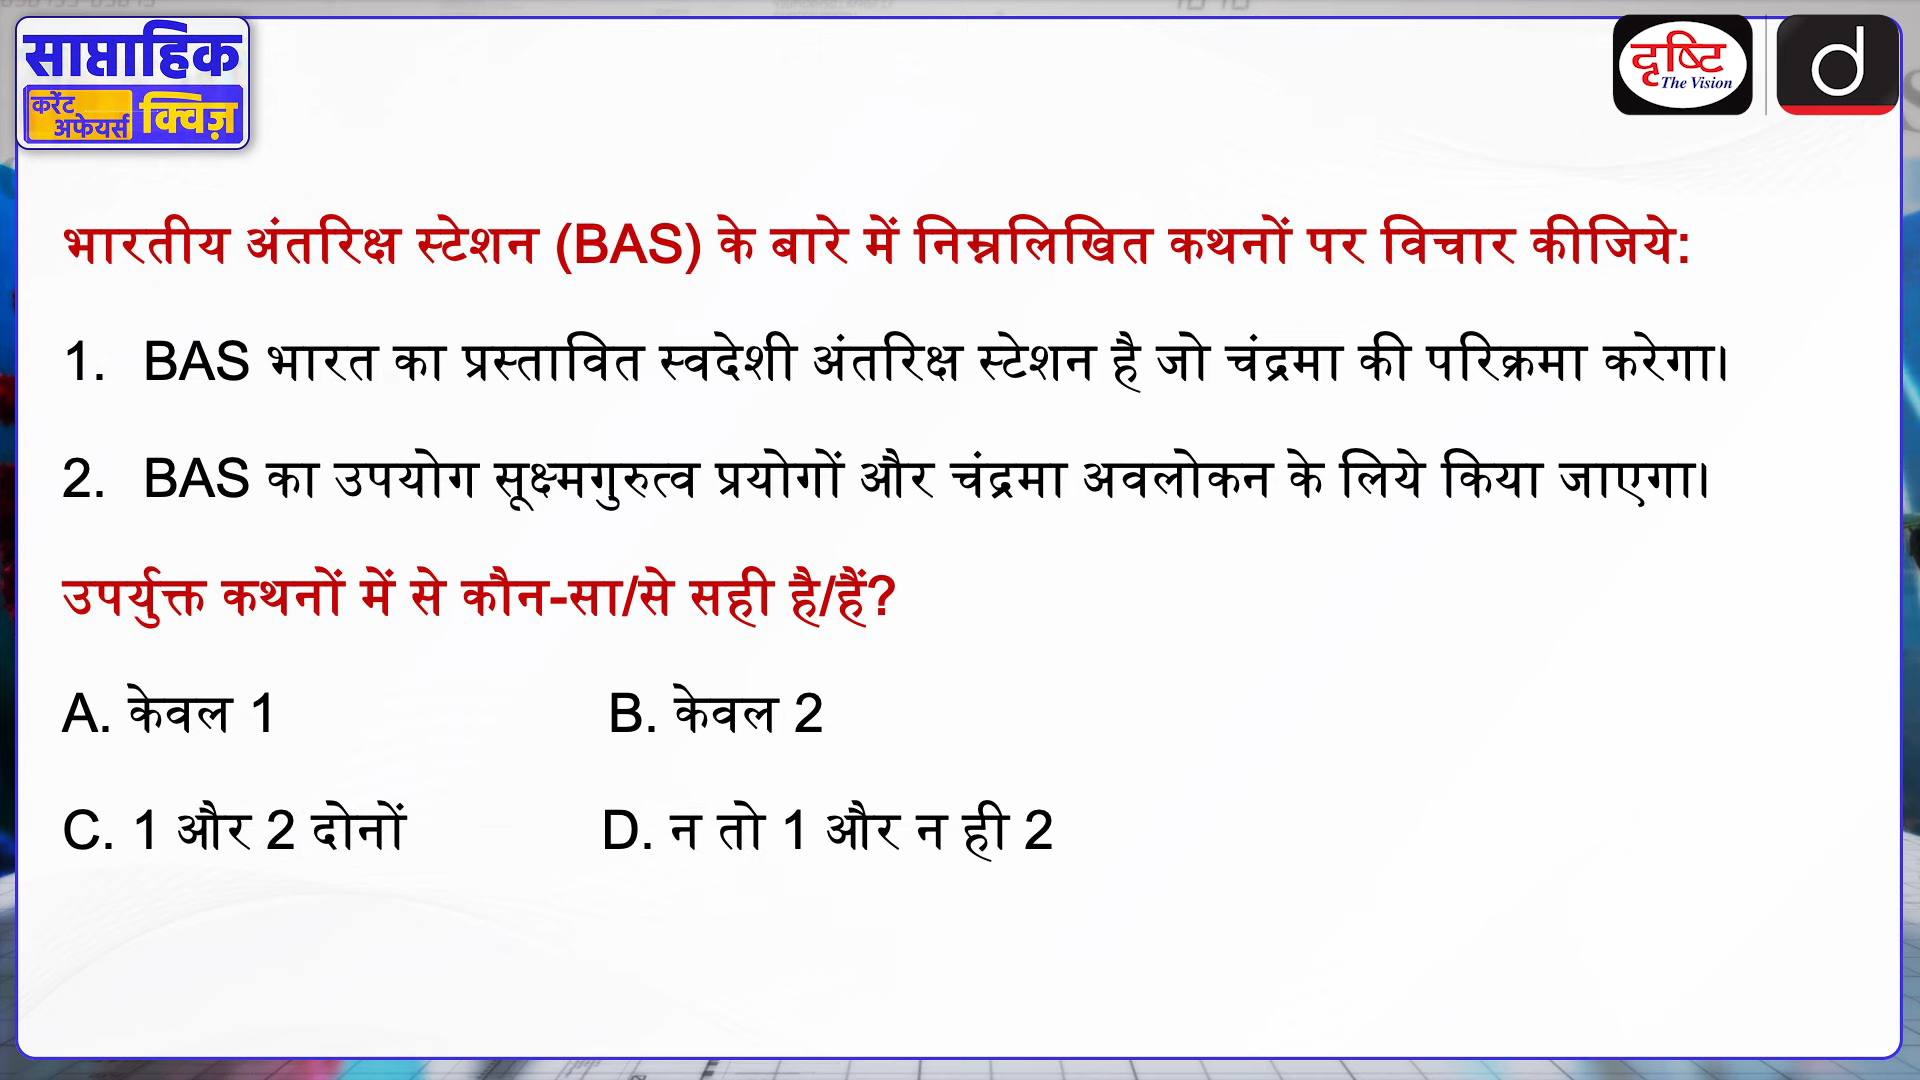 साप्ताहिक
करेंट
अफेयर्स क्विज़
दृष्टि
The Vision
d
भारतीय अंतरिक्ष स्टेशन (BAS) के बारे में निम्नलिखित कथनों पर विचार कीजिये:
1. BAS भारत का प्रस्तावित स्वदेशी अंतरिक्ष स्टेशन है जो चंद्रमा की परिक्रमा करेगा।
2. BAS का उपयोग सूक्ष्मगुरुत्व प्रयोगों और चंद्रमा अवलोकन के लिये किया जाएगा।
उपर्युक्त कथनों में से कौन-सा/से सही है/हैं?
A. केवल 1 B. केवल 2
C. 1 और 2 दोनों D. न तो 1 और न ही 2